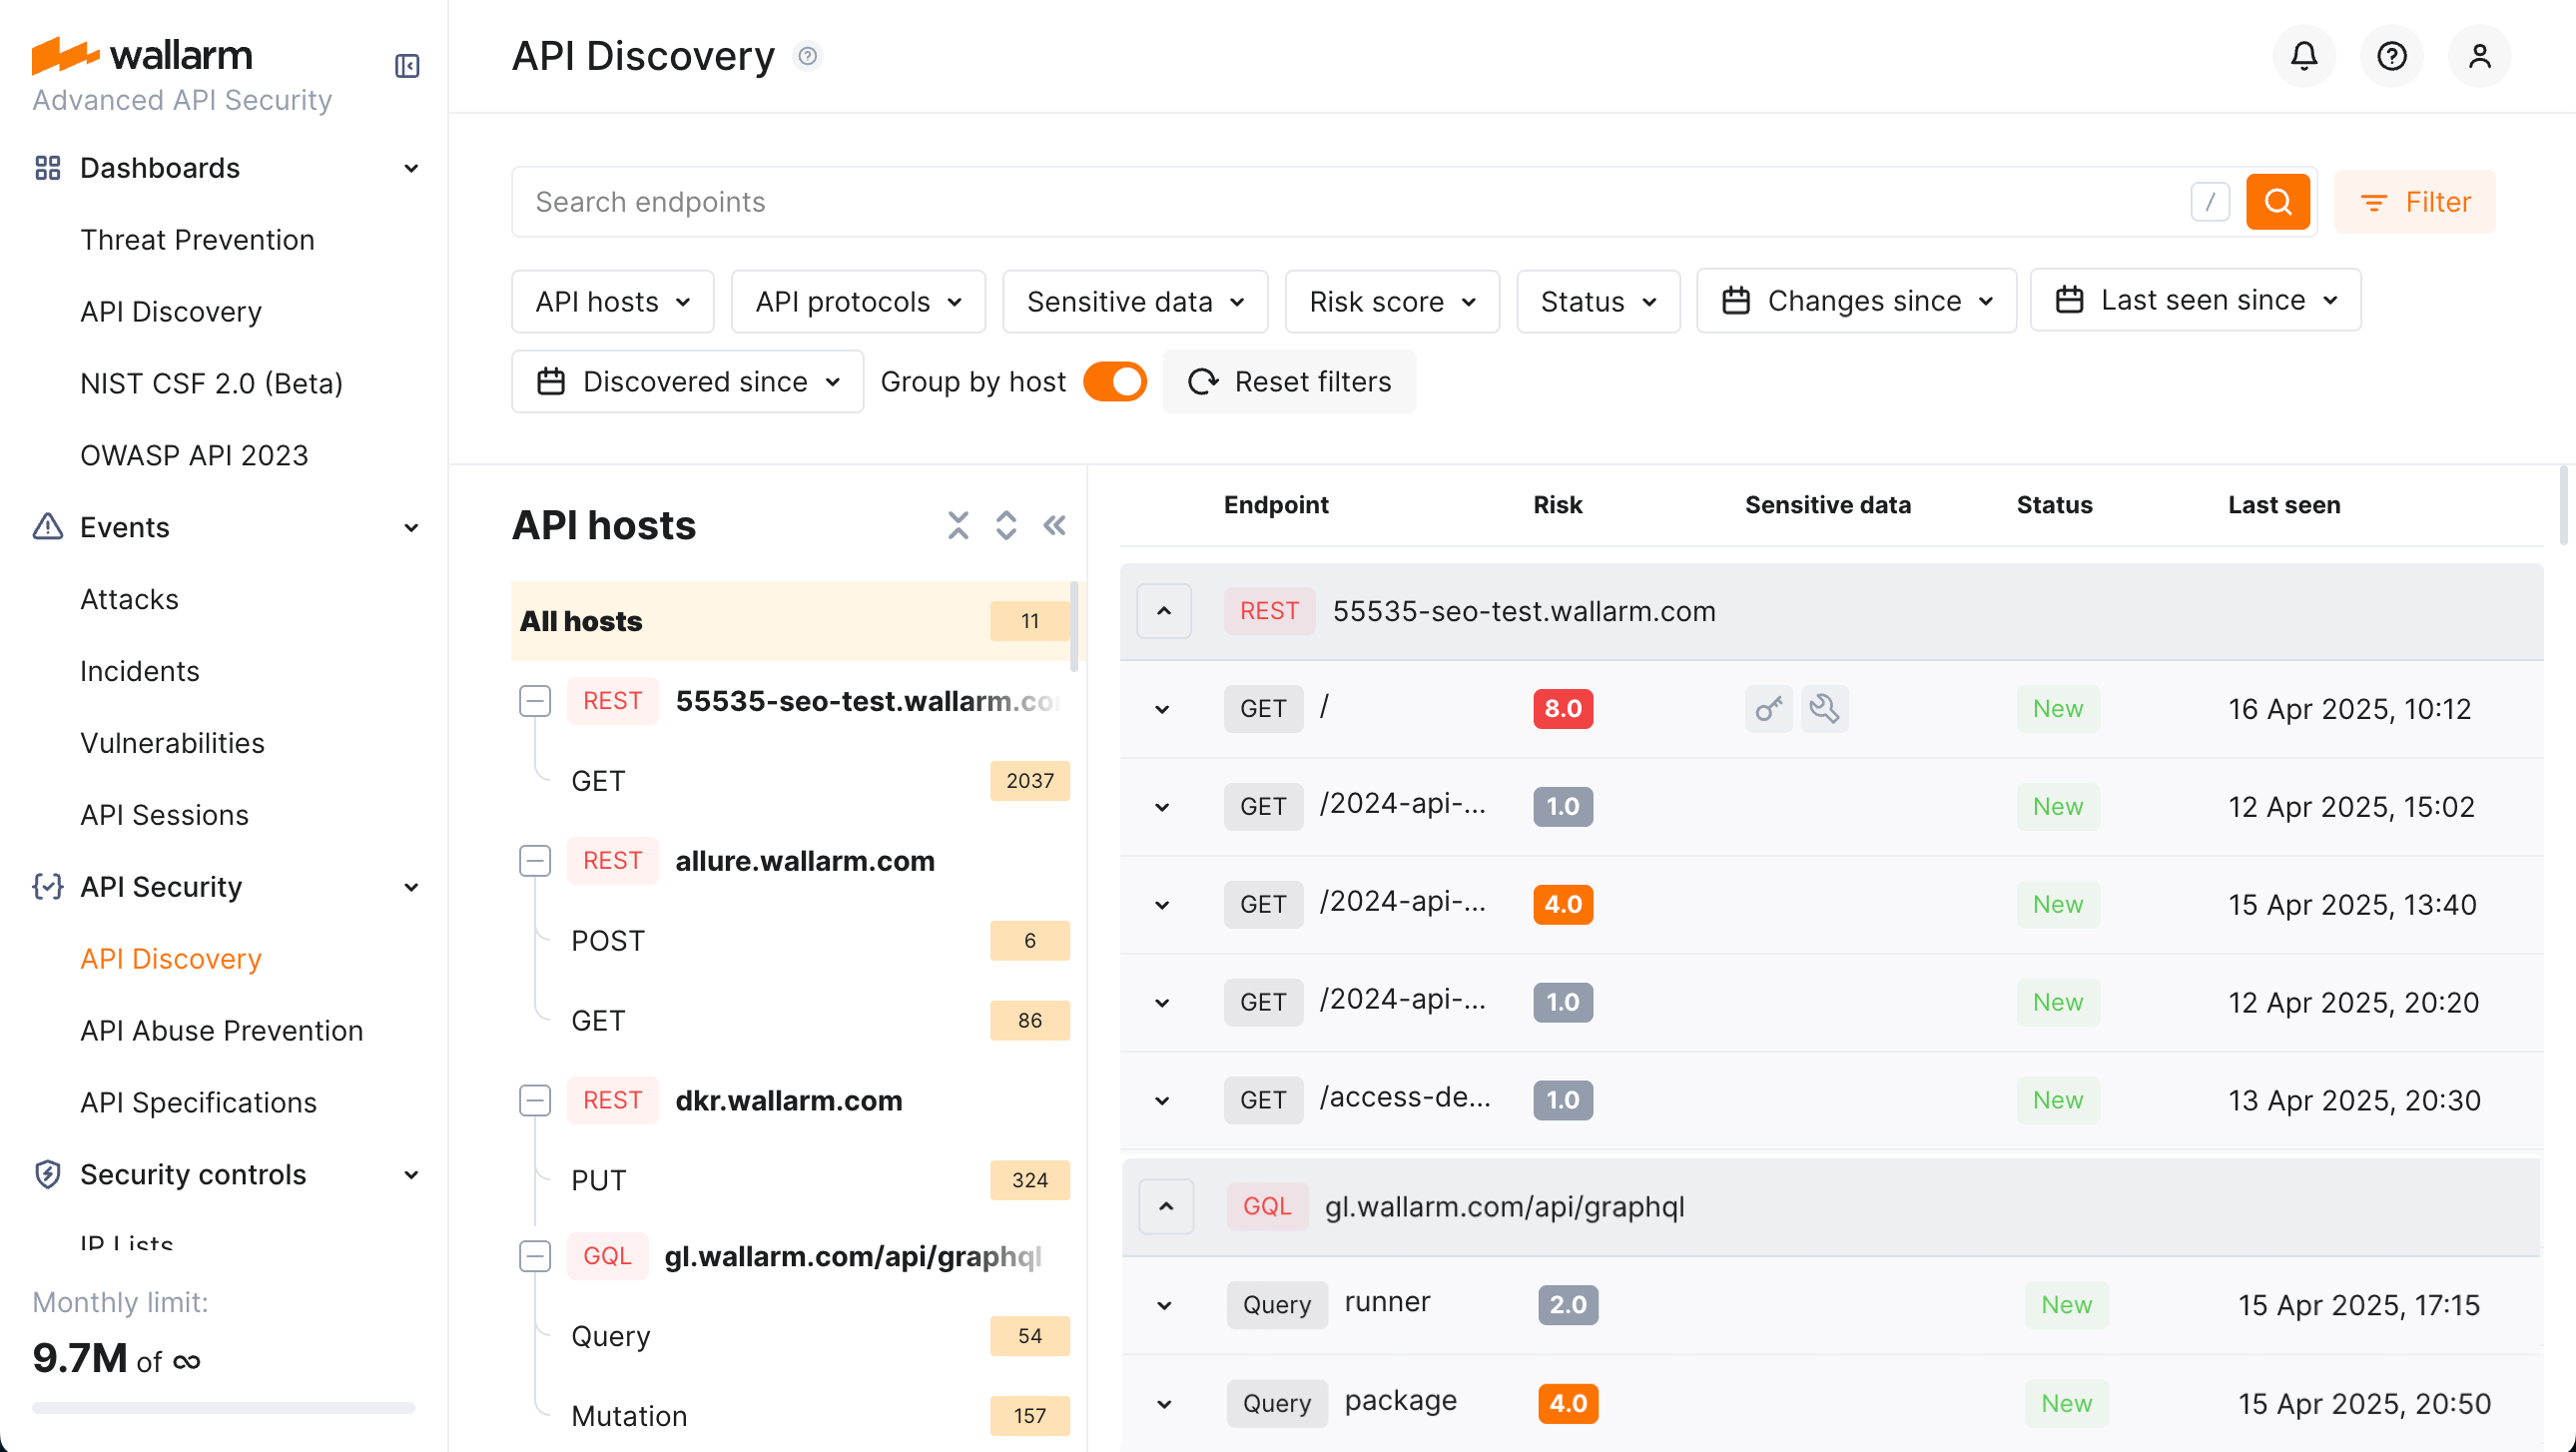 wallarm
Advanced API Security
Dashboards
Threat Prevention
API Discovery
NIST CSF 2.0 (Beta)
OWASP API 2023
Events
Attacks
Incidents
Vulnerabilities
API Sessions
API Security
API Discovery
API Abuse Prevention
API Specifications
Security controls
IP Lists
Monthly limit:
9.7M of ∞
API Discovery
Search endpoints
/
Filter
API hosts
API protocols
Sensitive data
Risk score
Status
Changes since
Last seen since
Discovered since
Group by host
Reset filters
API hosts
All hosts 11
REST 55535-seo-test.wallarm.co
GET 2037
REST allure.wallarm.com
POST 6
GET 86
REST dkr.wallarm.com
PUT 324
GQL gl.wallarm.com/api/graphql
Query 54
Mutation 157
Endpoint Risk Sensitive data Status Last seen
REST 55535-seo-test.wallarm.com
GET / 8.0 New 16 Apr 2025, 10:12
GET /2024-api-... 1.0 New 12 Apr 2025, 15:02
GET /2024-api-... 4.0 New 15 Apr 2025, 13:40
GET /2024-api-... 1.0 New 12 Apr 2025, 20:20
GET /access-de... 1.0 New 13 Apr 2025, 20:30
GQL gl.wallarm.com/api/graphql
Query runner 2.0 New 15 Apr 2025, 17:15
Query package 4.0 New 15 Apr 2025, 20:50